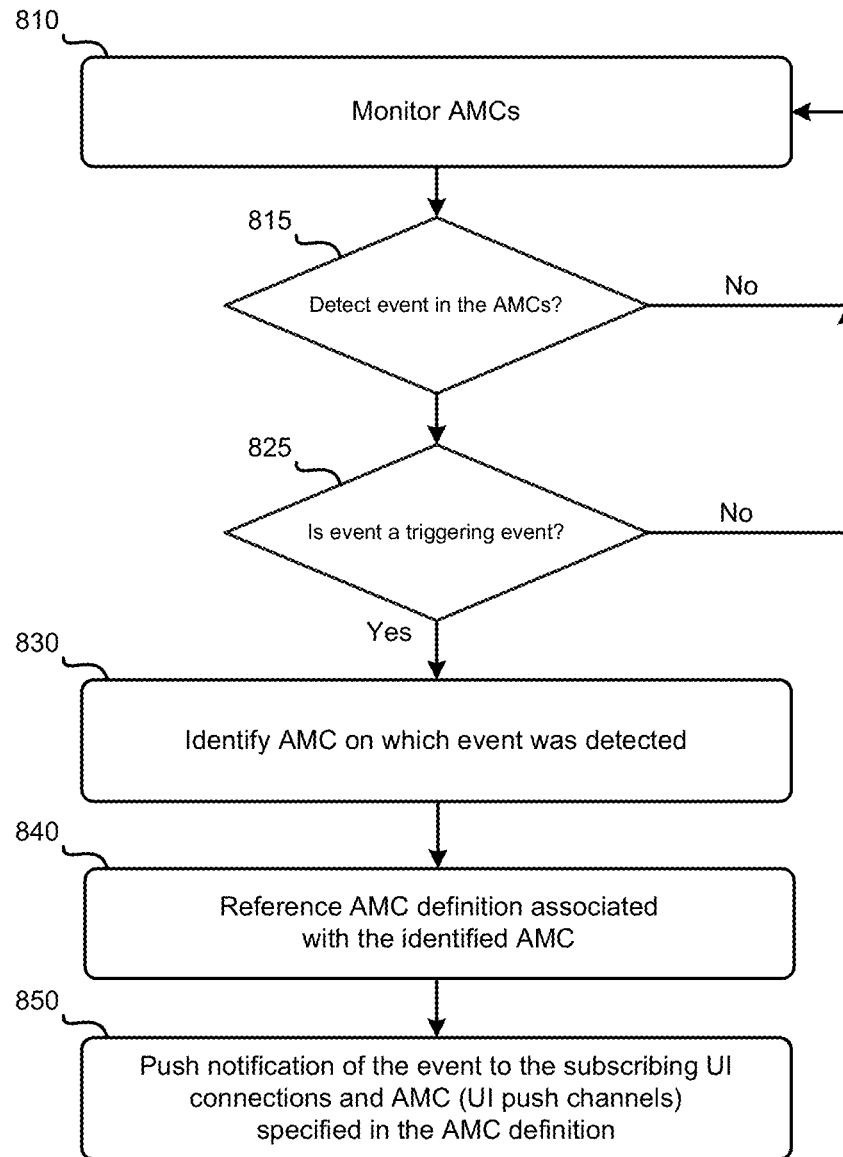 810
Monitor AMCs
815
Detect event in the AMCs?
No
825
Is event a triggering event?
No
Yes
830
Identify AMC on which event was detected
840
Reference AMC definition associated
with the identified AMC
850
Push notification of the event to the subscribing UI
connections and AMC (UI push channels)
specified in the AMC definition